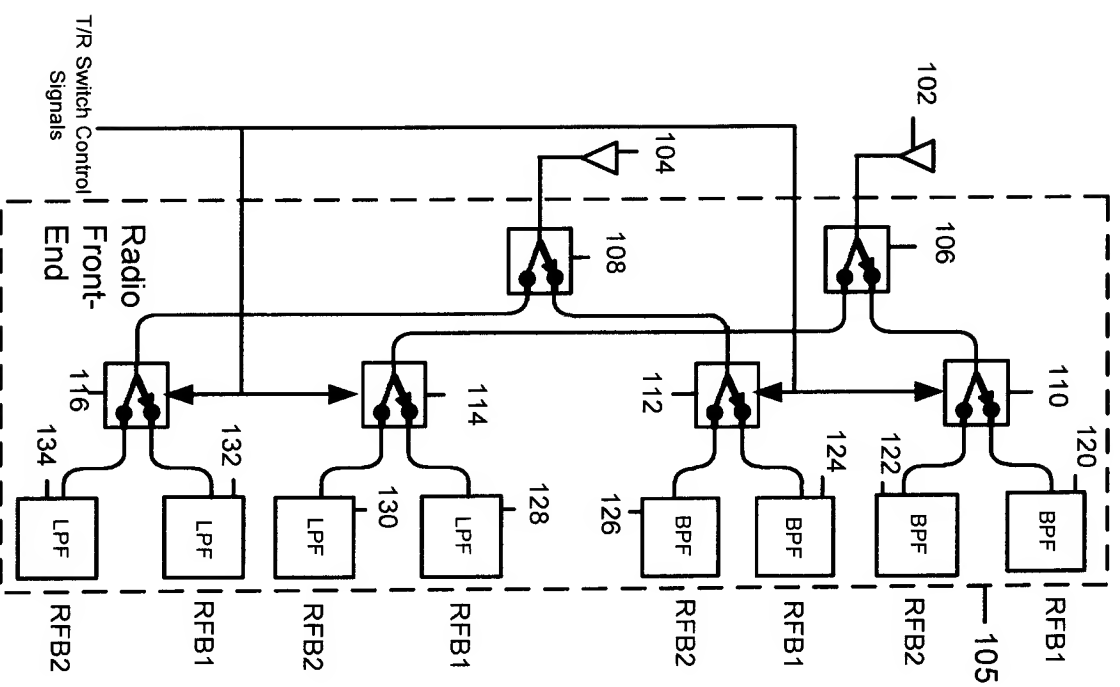 T/R Switch Control
Signals
102
104
Radio
Front-
End
106
108
110
112
114
116
120
122
124
126
128
130
132
134
BPF
BPF
BPF
BPF
LPF
LPF
LPF
LPF
105
RFB1
RFB2
RFB1
RFB2
RFB1
RFB2
RFB1
RFB2